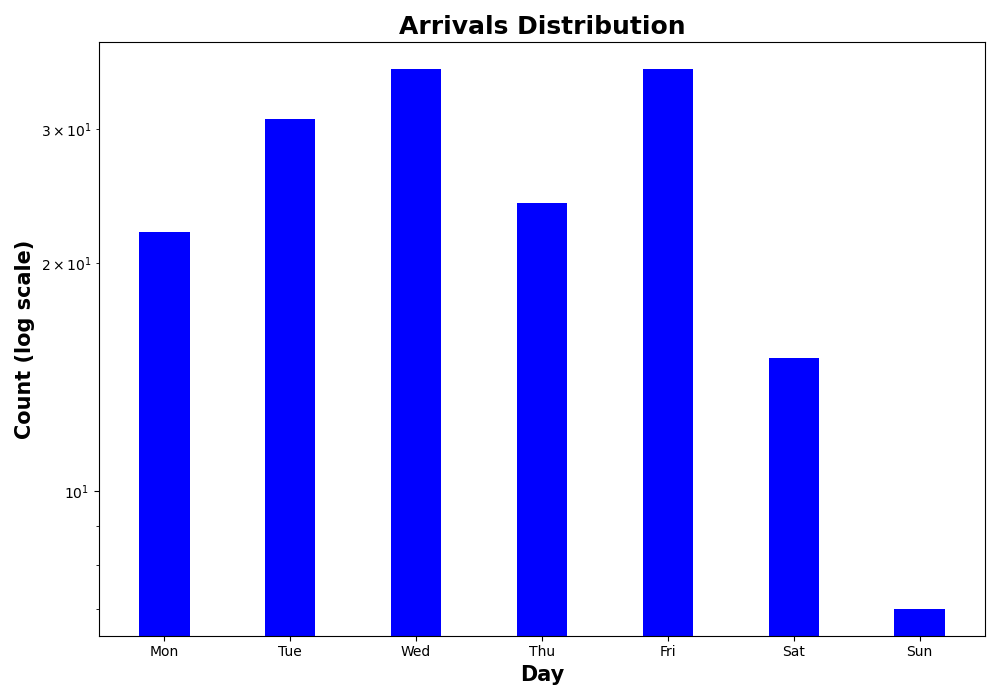 Arrivals Distribution
Count (log scale)
3 × 10¹
2 × 10¹
10¹
Mon Tue Wed Thu Fri Sat Sun
Day